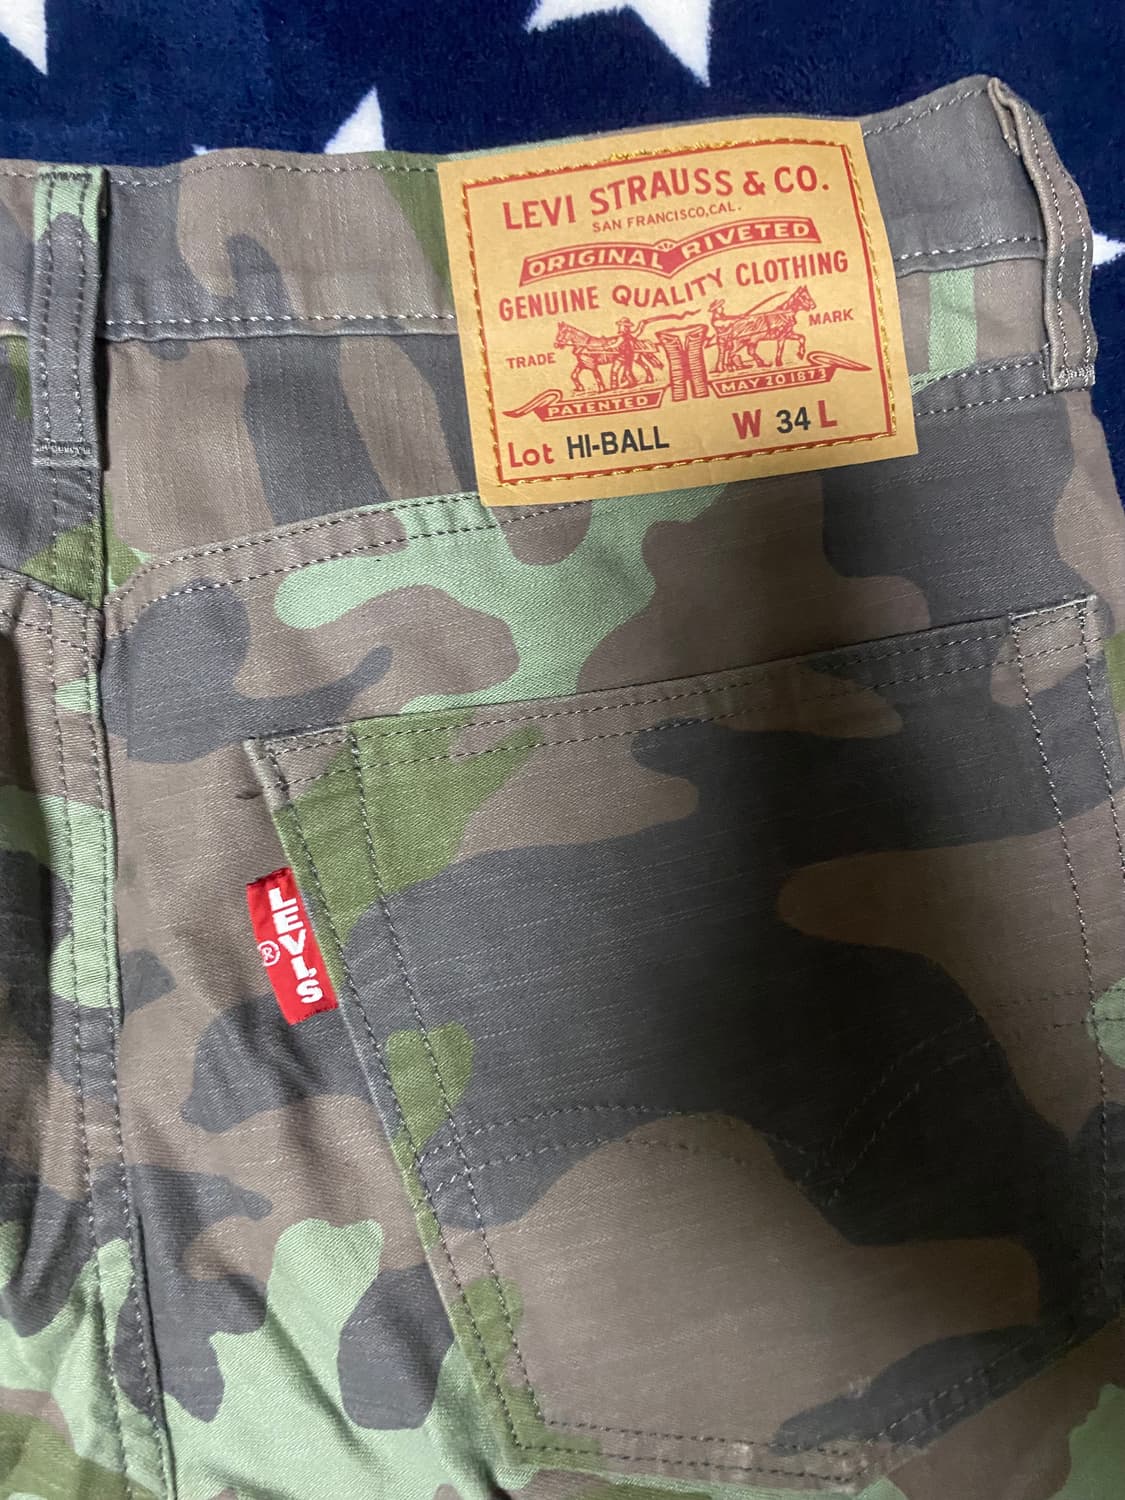 LEVI STRAUSS & CO.
SAN FRANCISCO, CAL.
ORIGINAL RIVETED
GENUINE QUALITY CLOTHING
TRADE MARK
PATENTED MAY 20 1873
Lot HI-BALL W 34 L
LEVI'S
®